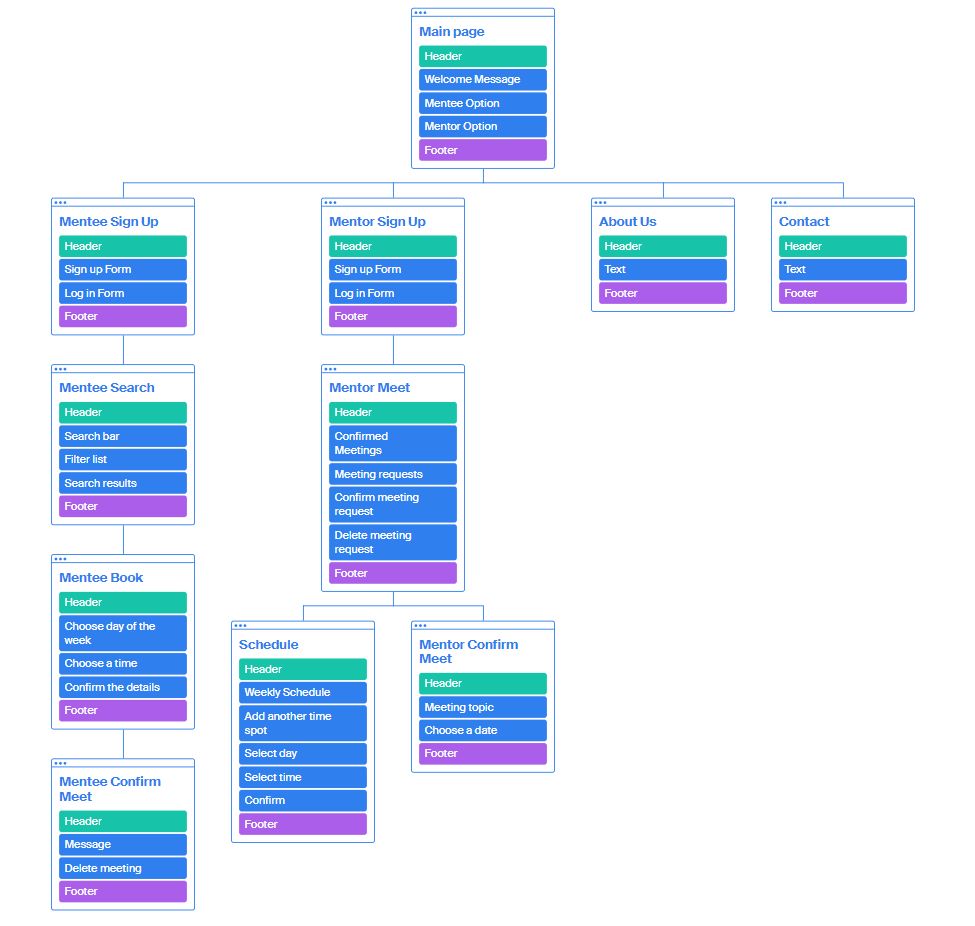 Main page
Header
Welcome Message
Mentee Option
Mentor Option
Footer
Mentee Sign Up
Header
Sign up Form
Log in Form
Footer
Mentor Sign Up
Header
Sign up Form
Log in Form
Footer
About Us
Header
Text
Footer
Contact
Header
Text
Footer
Mentee Search
Header
Search bar
Filter list
Search results
Footer
Mentor Meet
Header
Confirmed
Meetings
Meeting requests
Confirm meeting
request
Delete meeting
request
Footer
Mentee Book
Header
Choose day of the
week
Choose a time
Confirm the details
Footer
Schedule
Header
Weekly Schedule
Add another time
spot
Select day
Select time
Confirm
Footer
Mentor Confirm
Meet
Header
Meeting topic
Choose a date
Footer
Mentee Confirm
Meet
Header
Message
Delete meeting
Footer